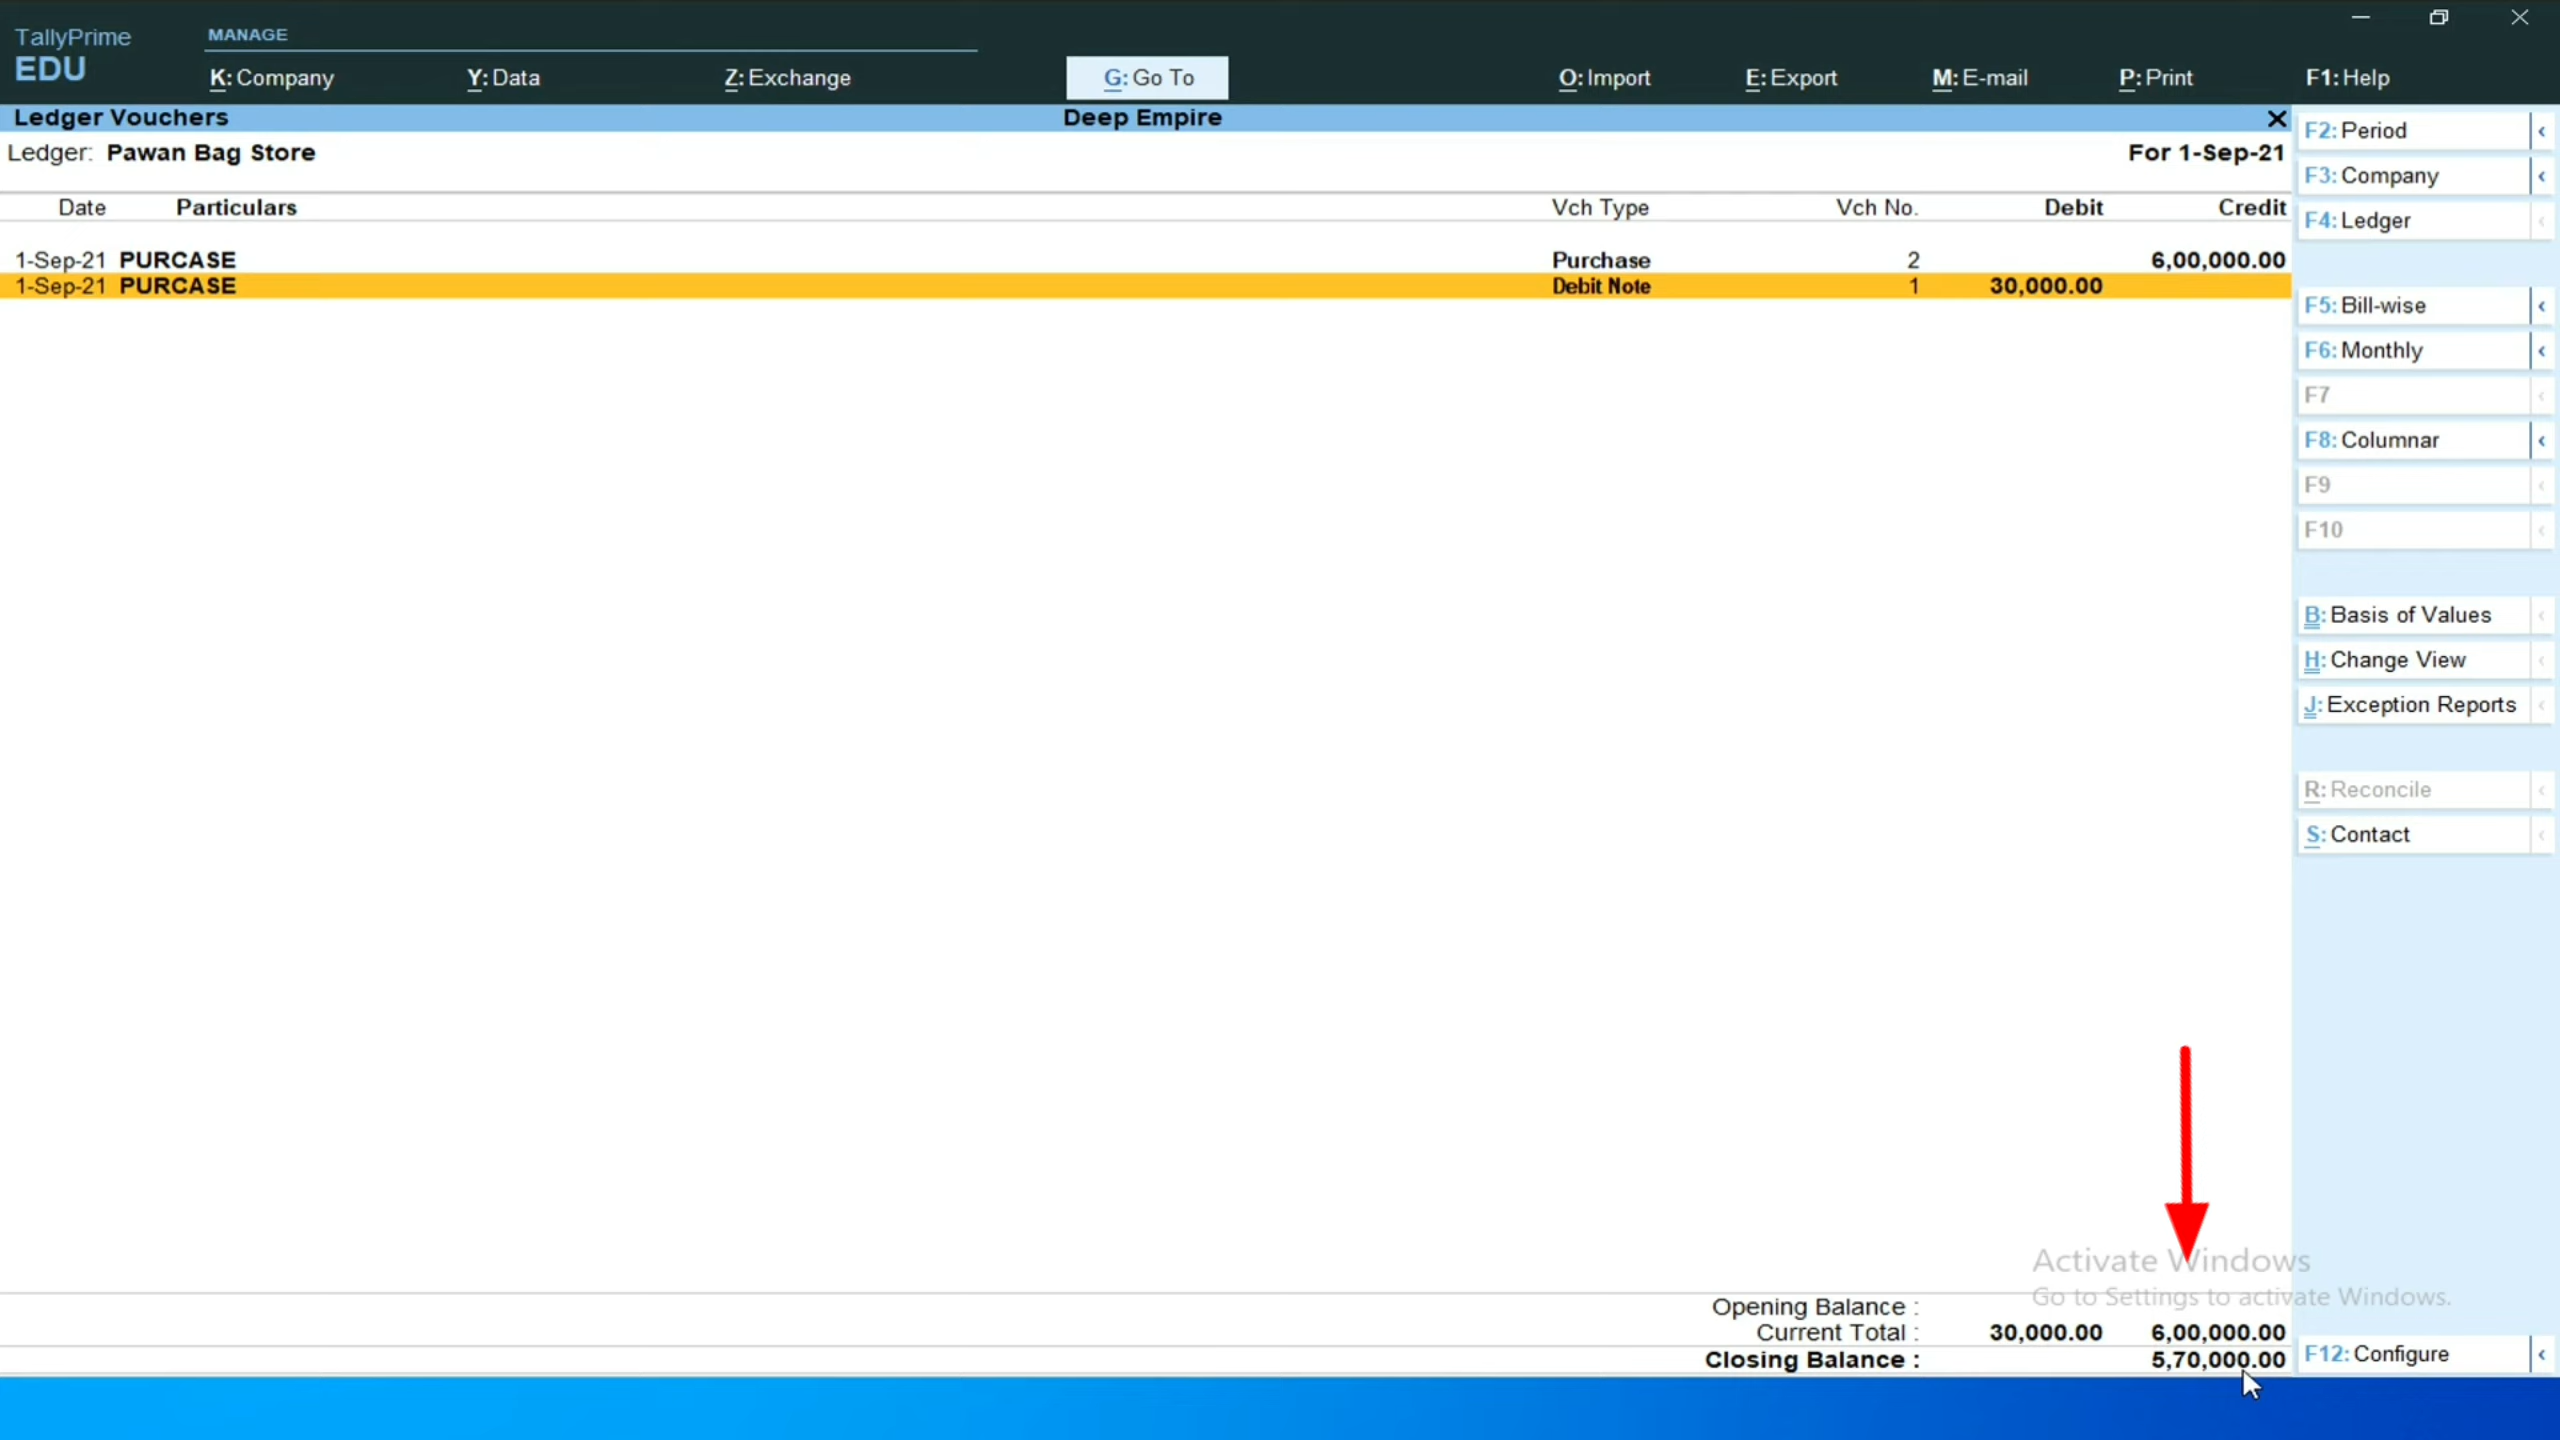 TallyPrime
EDU
MANAGE
K: Company
Y: Data
Z: Exchange
G: Go To
O: Import
E: Export
M: E-mail
P: Print
F1: Help
Ledger Vouchers
Deep Empire
Ledger: Pawan Bag Store
For 1-Sep-21
Date Particulars Vch Type Vch No. Debit Credit
1-Sep-21 PURCASE Purchase 2 6,00,000.00
1-Sep-21 PURCASE Debit Note 1 30,000.00
Activate Windows
Go to Settings to activate Windows.
Opening Balance :
Current Total : 30,000.00 6,00,000.00
Closing Balance : 5,70,000.00
F2: Period
F3: Company
F4: Ledger
F5: Bill-wise
F6: Monthly
F7
F8: Columnar
F9
F10
B: Basis of Values
H: Change View
J: Exception Reports
R: Reconcile
S: Contact
F12: Configure